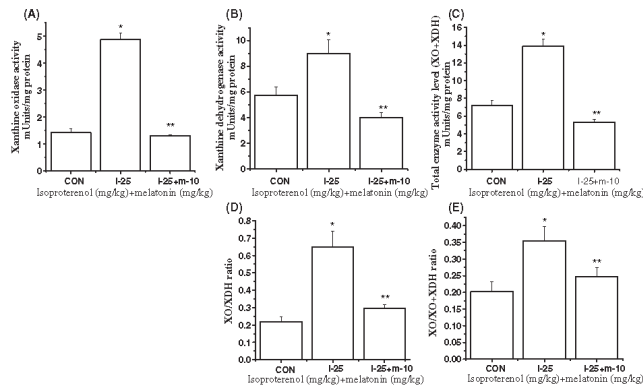 (A)
Xanthine oxidase activity
mUnits/mg protein
6
5
4
3
2
1
0
*
**
CON
I-25
I-25+m-10
Isoproterenol (mg/kg)+melatonin (mg/kg)
(B)
Xanthine dehydrogenase activity
mUnits/mg protein
12
10
8
6
4
2
0
*
**
CON
I-25
I-25+m-10
Isoproterenol (mg/kg)+melatonin (mg/kg)
(C)
Total enzyme activity level (XO+XDH)
mUnits/mg protein
16
14
12
10
8
6
4
2
0
*
**
CON
I-25
I-25+m-10
Isoproterenol (mg/kg)+melatonin (mg/kg)
(D)
XO/XDH ratio
0.8
0.7
0.6
0.5
0.4
0.3
0.2
0.1
0.0
*
**
CON
I-25
I-25+m-10
Isoproterenol (mg/kg)+melatonin (mg/kg)
(E)
XO/XO+XDH ratio
0.40
0.35
0.30
0.25
0.20
0.15
0.10
0.05
0.00
*
**
CON
I-25
I-25+m-10
Isoproterenol (mg/kg)+melatonin (mg/kg)